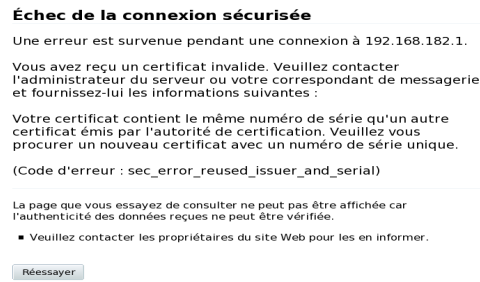 Échec de la connexion sécurisée
Une erreur est survenue pendant une connexion à 192.168.182.1.
Vous avez reçu un certificat invalide. Veuillez contacter
l'administrateur du serveur ou votre correspondant de messagerie
et fournissez-lui les informations suivantes :
Votre certificat contient le même numéro de série qu'un autre
certificat émis par l'autorité de certification. Veuillez vous
procurer un nouveau certificat avec un numéro de série unique.
(Code d'erreur : sec_error_reused_issuer_and_serial)
La page que vous essayez de consulter ne peut pas être affichée car
l'authenticité des données reçues ne peut être vérifiée.
▪ Veuillez contacter les propriétaires du site Web pour les en informer.
Réessayer